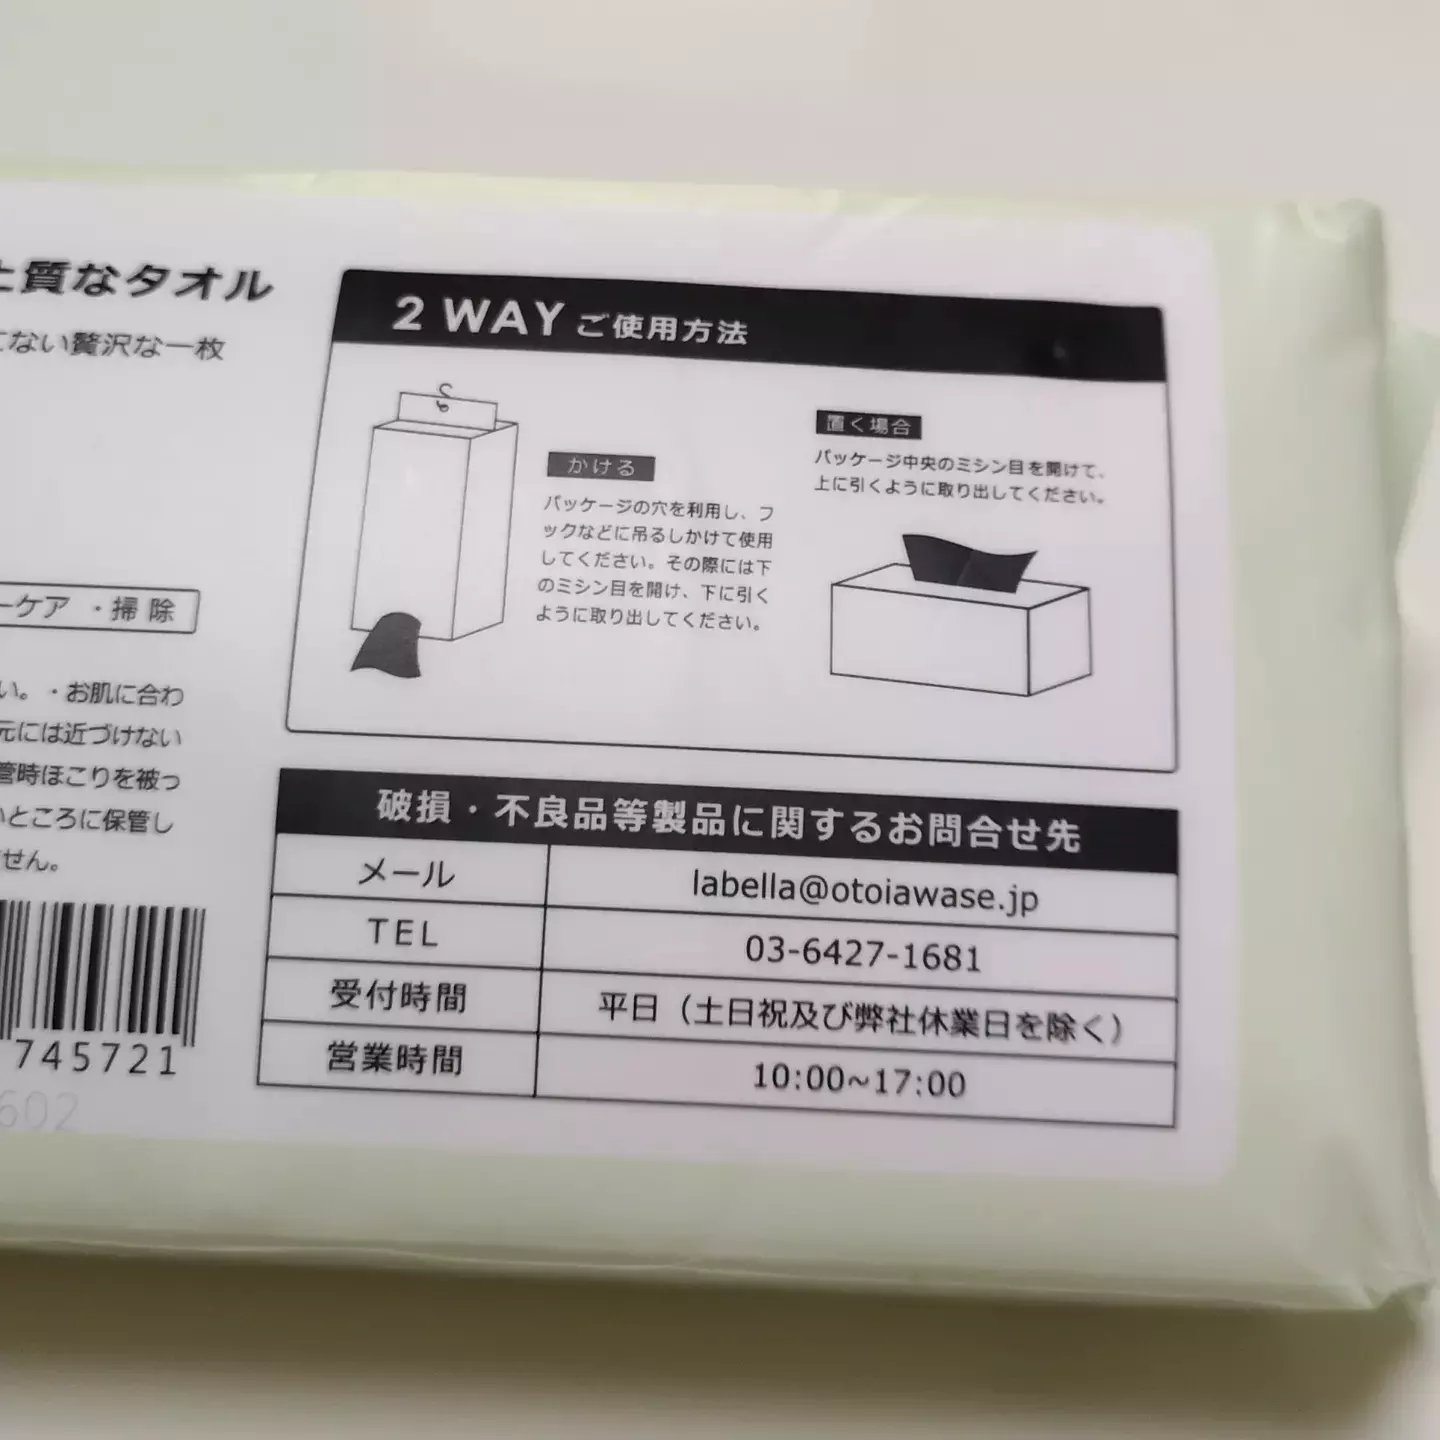 質なタオル
てない贅沢な一枚
ーケア ・掃除
い。・お肌に合わ
元には近づけない
管時ほこりを被っ
いところに保管し
せん。
745721
602
2 WAY ご使用方法
かける
パッケージの穴を利用し、フ
ックなどに吊るしかけて使用
してください。その際には下
のミシン目を開け、下に引く
ように取り出してください。
置く場合
パッケージ中央のミシン目を開けて、
上に引くように取り出してください。
破損・不良品等製品に関するお問合せ先
メール labella@otoiawase.jp
TEL 03-6427-1681
受付時間 平日（土日祝及び弊社休業日を除く）
営業時間 10:00~17:00